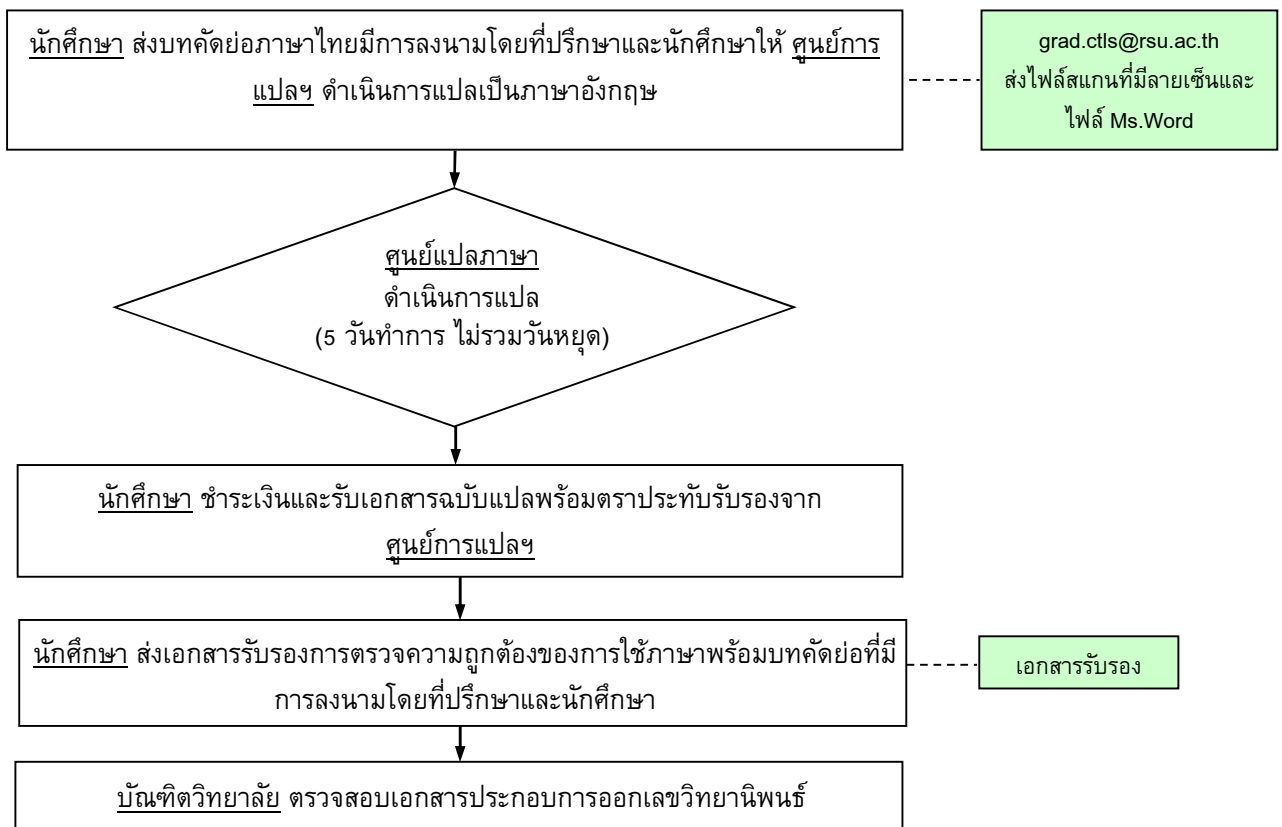 นักศึกษา ส่งบทคัดย่อภาษาไทยมีการลงนามโดยที่ปรึกษาและนักศึกษาให้ ศูนย์การ
แปลฯ ดำเนินการแปลเป็นภาษาอังกฤษ
grad.ctls@rsu.ac.th
ส่งไฟล์สแกนที่มีลายเซ็นและ
ไฟล์ Ms.Word
ศูนย์แปลภาษา
ดำเนินการแปล
(5 วันทำการ ไม่รวมวันหยุด)
นักศึกษา ชำระเงินและรับเอกสารฉบับแปลพร้อมตราประทับรับรองจาก
ศูนย์การแปลฯ
นักศึกษา ส่งเอกสารรับรองการตรวจความถูกต้องของการใช้ภาษาพร้อมบทคัดย่อที่มี
การลงนามโดยที่ปรึกษาและนักศึกษา
เอกสารรับรอง
บัณฑิตวิทยาลัย ตรวจสอบเอกสารประกอบการออกเลขวิทยานิพนธ์